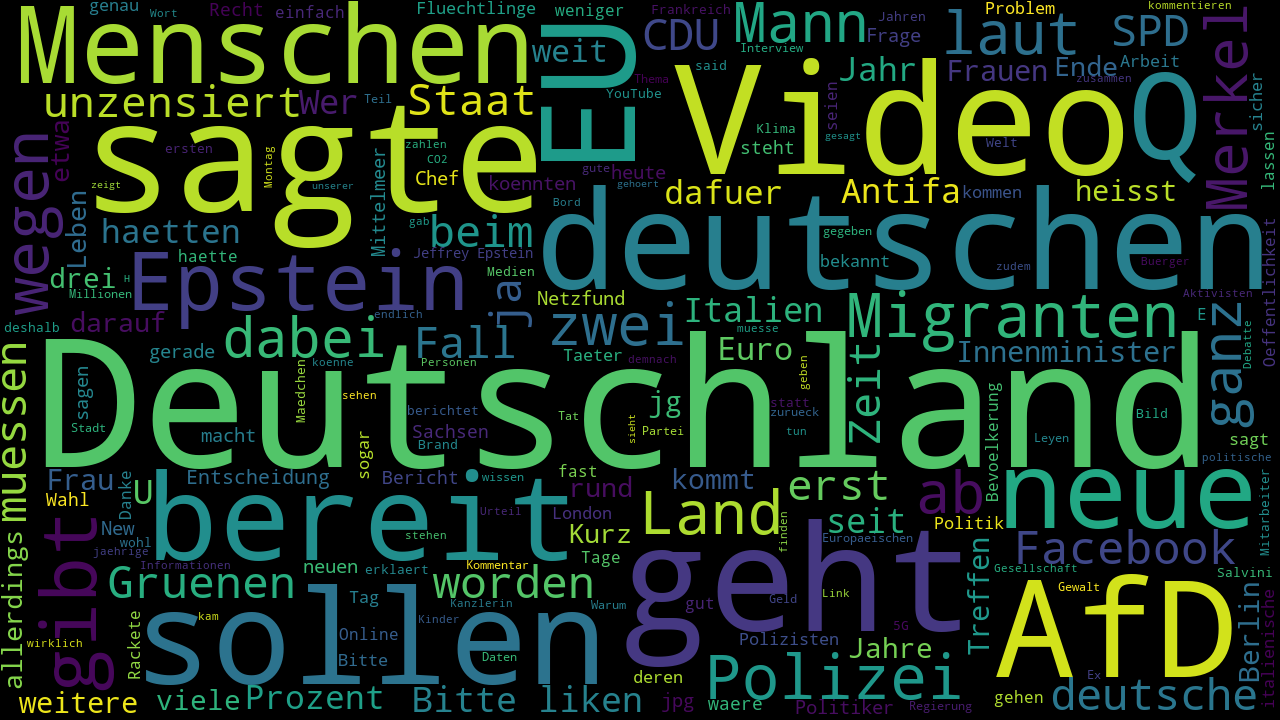 genau
Wort
Recht
einfach
Fluechtlinge
weniger
Frankreich
Jahren
Problem
kommentieren
Menschen
EU
weit
CDU
Mann
Interview
Frage
laut
SPD
Merkel
unzensiert
Wer
Teil
Staat
said
YouTube
Thema
Video
Jahr
seien
Frauen
Ende
Arbeit
zusammen
Q
sicher
wegen
etwa
sagte
ersten
Montag
zeigt
unserer
zahlen
CO2
Chef
koennten
gute
heute
gehoert
Klima
steht
gesagt
Welt
lassen
Leben
haetten
Mittelmeer
gab
beim
Bord
dafuer
Antifa
kommen
heisst
haette
Jeffrey Epstein
deutschen
gegeben
bekannt
zudem
Buerger
Oeffentlichkeit
drei
Millionen
H
Epstein
Medien
ja
Netzfund
Italien
Migranten
Aktivisten
E
deshalb
darauf
endlich
dabei
Fall
zwei
muesse
Innenminister
ganz
Debatte
gerade
koenne
Personen
Taeter
demnach
Euro
geben
zeit
muessen
sagen
Stadt
Deutschland
Maedchen
sehen
berichtet
Sachsen
Brand
Tat
sieht
jg
Partei
statt
zurueck
tun
Bild
Leyen
sagt
politische
macht
sogar
Frau
Wahl
Danke
U
Entscheidung
Bericht
wissen
fast
rund
kommt
erst
ab
Bevoelkerung
neue
Mitarbeiter
allerdings
gibt
New
wohl
jaehrige
bereit
Urteil
London
Land
finden
seit
Politik
stehen
Kurz
Europaeischen
Facebook
Informationen
neuen
erklaert
Kommentar
Tage
geht
Treffen
Gesellschaft
Salvini
Gruenen
worden
Tag
Kanzlerin
Warum
gut
Geld
Link
5G
AfD
Gewalt
Berlin
italienische
wirklich
Rackete
kam
sollen
Online
Kinder
Bitte
Daten
Polizisten
Jahre
deren
Polizei
Ex
weitere
viele
Prozent
Bitte liken
jpg
waere
Politiker
Regierung
gehen
deutsche